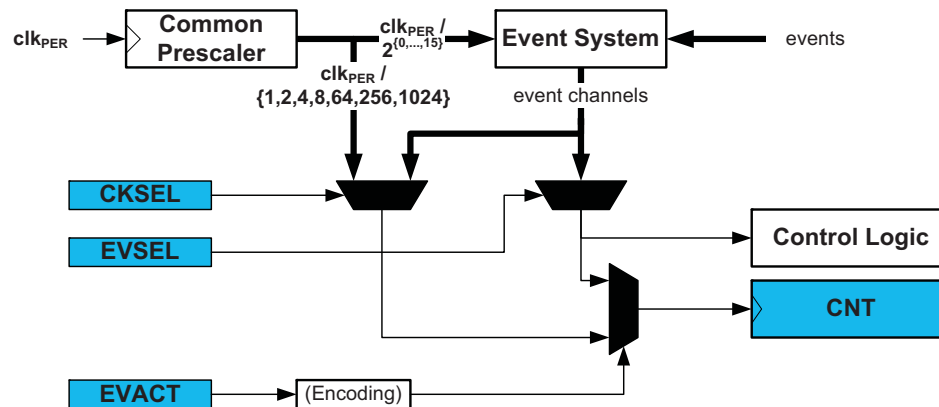 clkPER
Common
Prescaler
clkPER /
2{0,...,15}
Event System
events
clkPER /
{1,2,4,8,64,256,1024}
event channels
CKSEL
EVSEL
Control Logic
CNT
EVACT
(Encoding)